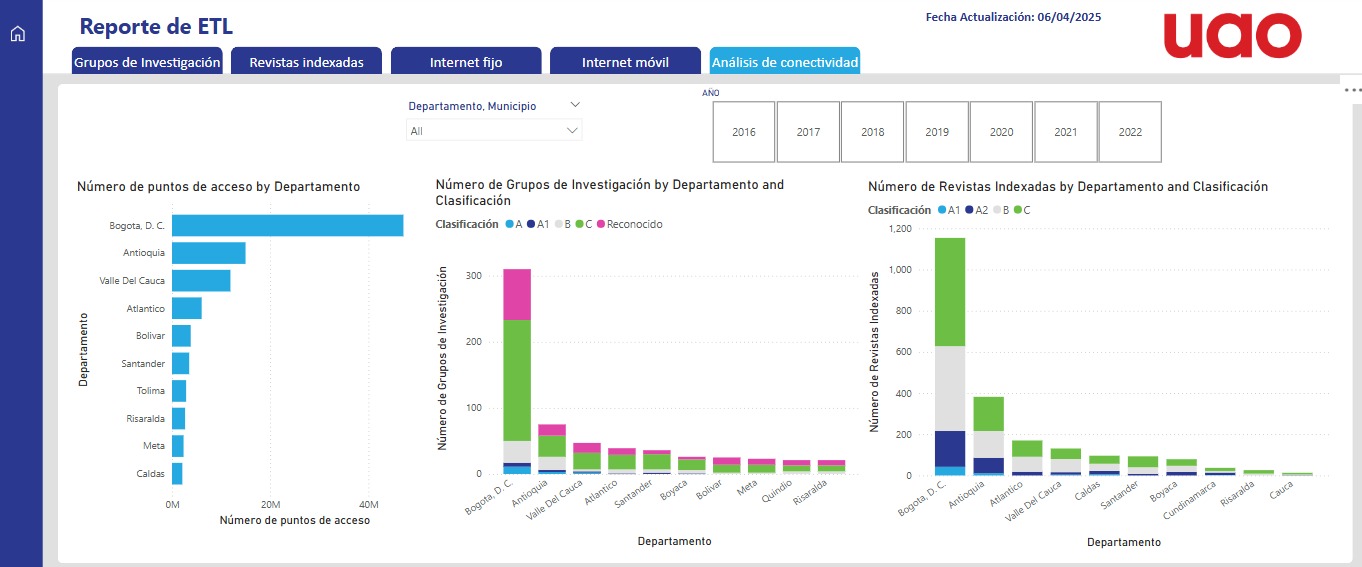 Reporte de ETL
Fecha Actualización: 06/04/2025
uao
Grupos de Investigación
Revistas indexadas
Internet fijo
Internet móvil
Análisis de conectividad
Departamento, Municipio
All
AÑO
2016
2017
2018
2019
2020
2021
2022
Número de puntos de acceso by Departamento
Departamento
Bogota, D. C.
Antioquia
Valle Del Cauca
Atlantico
Bolivar
Santander
Tolima
Risaralda
Meta
Caldas
0M
20M
40M
Número de puntos de acceso
Número de Grupos de Investigación by Departamento and
Clasificación
Clasificación A A1 B C Reconocido
Número de Grupos de Investigación
300
200
100
0
Bogota, D. C.
Antioquia
Valle Del Cauca
Atlantico
Santander
Boyaca
Bolivar
Meta
Quindio
Risaralda
Departamento
Número de Revistas Indexadas by Departamento and Clasificación
Clasificación A1 A2 B C
Número de Revistas Indexadas
1,200
1,000
800
600
400
200
0
Bogota, D. C.
Antioquia
Atlantico
Valle Del Cauca
Caldas
Santander
Boyaca
Cundinamarca
Risaralda
Cauca
Departamento